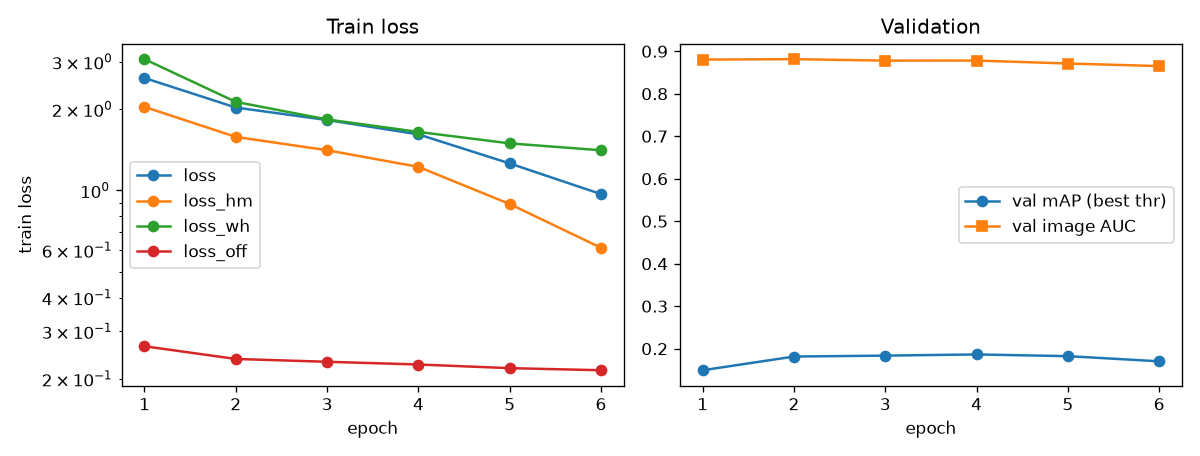 Train loss
train loss
3 × 10⁰
2 × 10⁰
10⁰
6 × 10⁻¹
4 × 10⁻¹
3 × 10⁻¹
2 × 10⁻¹
loss
loss_hm
loss_wh
loss_off
1 2 3 4 5 6
epoch
Validation
0.9
0.8
0.7
0.6
0.5
0.4
0.3
0.2
val mAP (best thr)
val image AUC
1 2 3 4 5 6
epoch